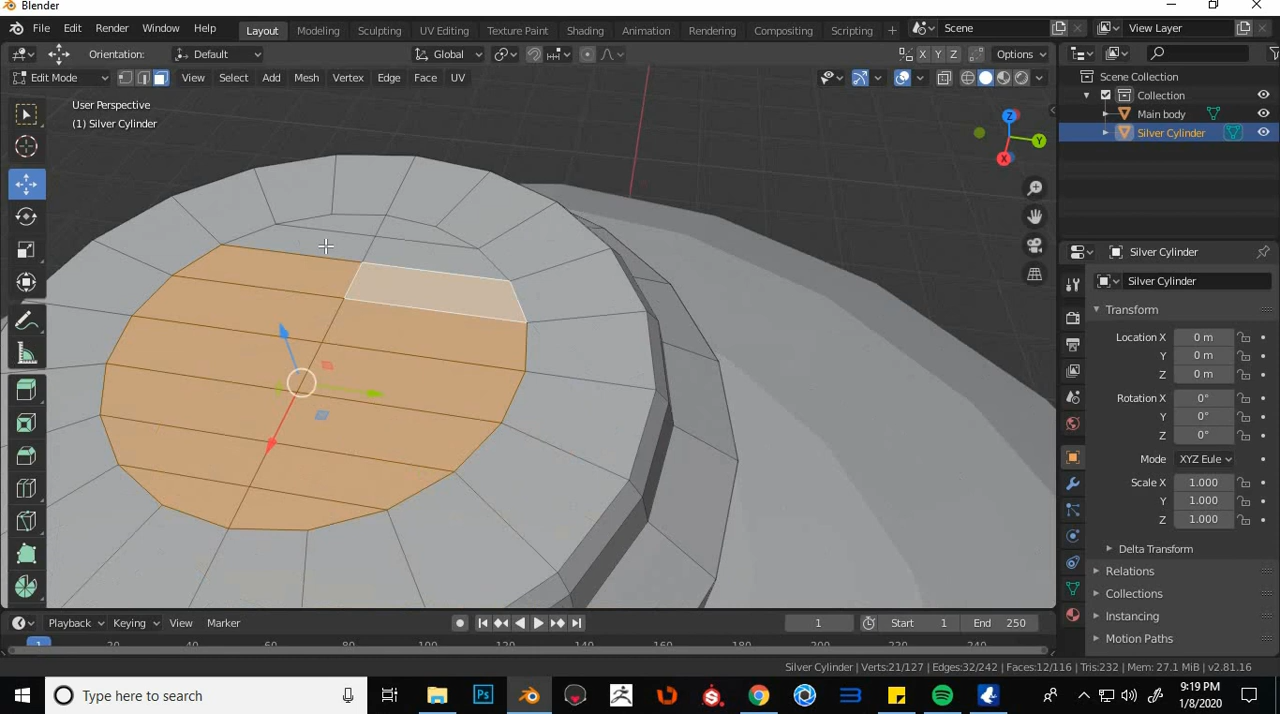 Blender
File Edit Render Window Help Layout Modeling Sculpting UV Editing Texture Paint Shading Animation Rendering Compositing Scripting + Scene View Layer
Orientation: Default Global X Y Z Options
Edit Mode View Select Add Mesh Vertex Edge Face UV
Scene Collection
Collection
Main body
Silver Cylinder
User Perspective
(1) Silver Cylinder
Z
Y
X
Silver Cylinder
Silver Cylinder
Transform
Location X 0 m
Y 0 m
Z 0 m
Rotation X 0°
Y 0°
Z 0°
Mode XYZ Eule
Scale X 1.000
Y 1.000
Z 1.000
Delta Transform
Relations
Collections
Instancing
Motion Paths
Playback Keying View Marker 1 Start 1 End 250
Silver Cylinder | Verts:21/127 | Edges:32/242 | Faces:12/116 | Tris:232 | Mem: 27.1 MiB | v2.81.16
Type here to search
Ps
9:19 PM
1/8/2020